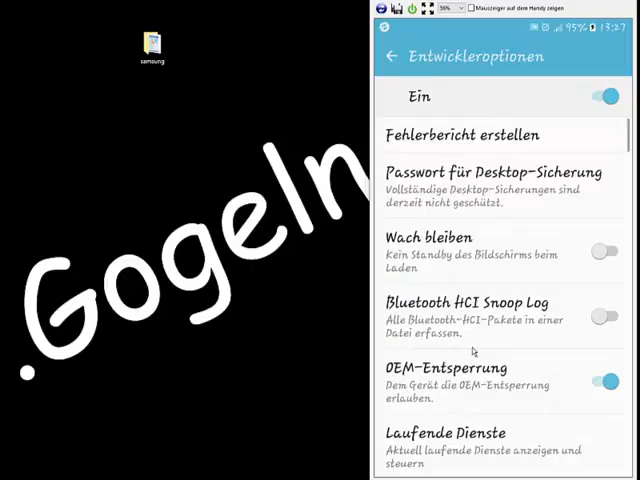 56%
Mauszeiger auf dem Handy zeigen
samsung
.Gogeln
95% 13:27
Entwickleroptionen
Ein
Fehlerbericht erstellen
Passwort für Desktop-Sicherung
Vollständige Desktop-Sicherungen sind
derzeit nicht geschützt.
Wach bleiben
Kein Standby des Bildschirms beim
Laden
Bluetooth HCI Snoop Log
Alle Bluetooth-HCI-Pakete in einer
Datei erfassen.
OEM-Entsperrung
Dem Gerät die OEM-Entsperrung
erlauben.
Laufende Dienste
Aktuell laufende Dienste anzeigen und
steuern